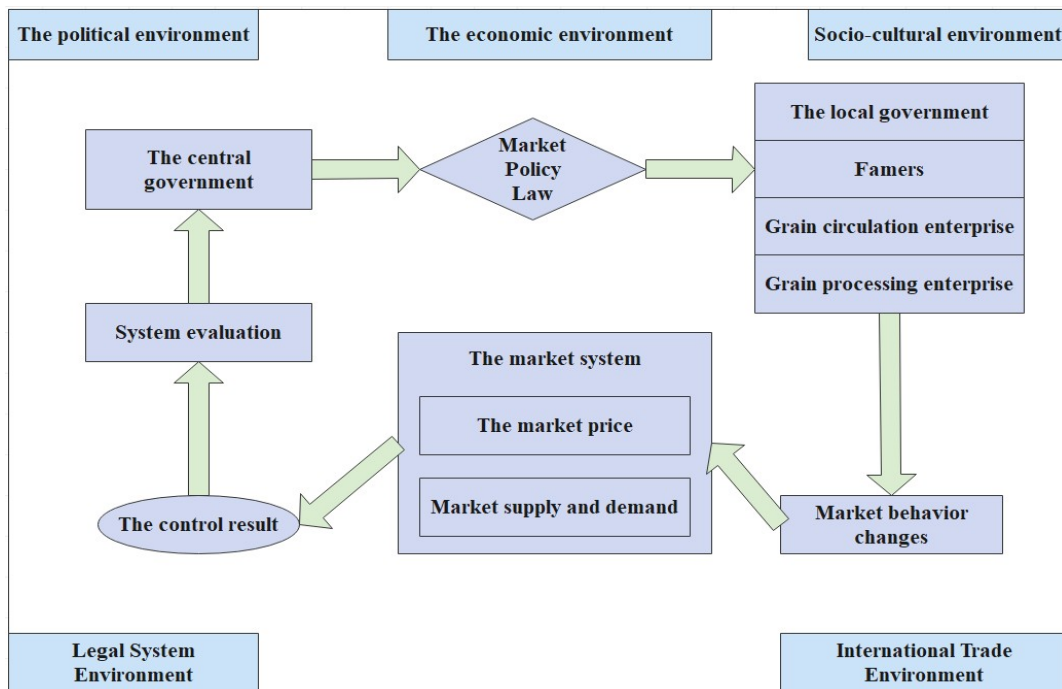 The political environment
The economic environment
Socio-cultural environment
The central
government
Market
Policy
Law
The local government
Famers
Grain circulation enterprise
Grain processing enterprise
System evaluation
The market system
The market price
Market supply and demand
The control result
Market behavior
changes
Legal System
Environment
International Trade
Environment